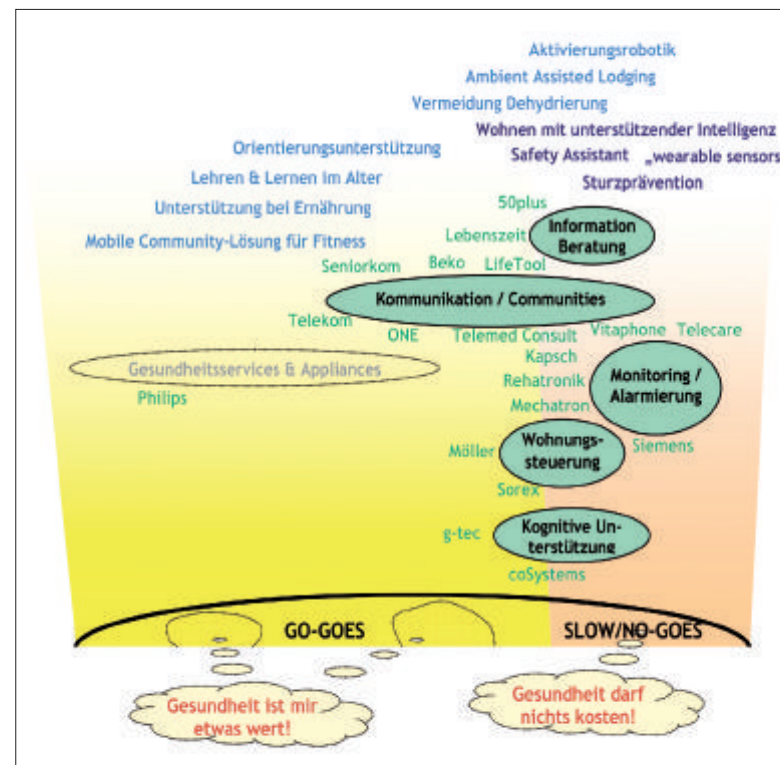 Aktivierungsrobotik
Ambient Assisted Lodging
Vermeidung Dehydrierung
Wohnen mit unterstützender Intelligenz
Orientierungsunterstützung
Safety Assistant „wearable sensors
Lehren & Lernen im Alter
Sturzprävention
Unterstützung bei Ernährung
50plus
Information
Beratung
Lebenszeit
Mobile Community-Lösung für Fitness
Seniorkom
Beko
LifeTool
Kommunikation / Communities
Telekom
ONE
Telemed Consult
Vitaphone
Telecare
Kapsch
Gesundheitsservices & Appliances
Rehatronik
Monitoring /
Alarmierung
Philips
Mechatron
Möller
Wohnungs-
steuerung
Siemens
Sorex
g-tec
Kognitive Un-
terstützung
coSystems
GO-GOES
SLOW/NO-GOES
Gesundheit ist mir
etwas wert!
Gesundheit darf
nichts kosten!